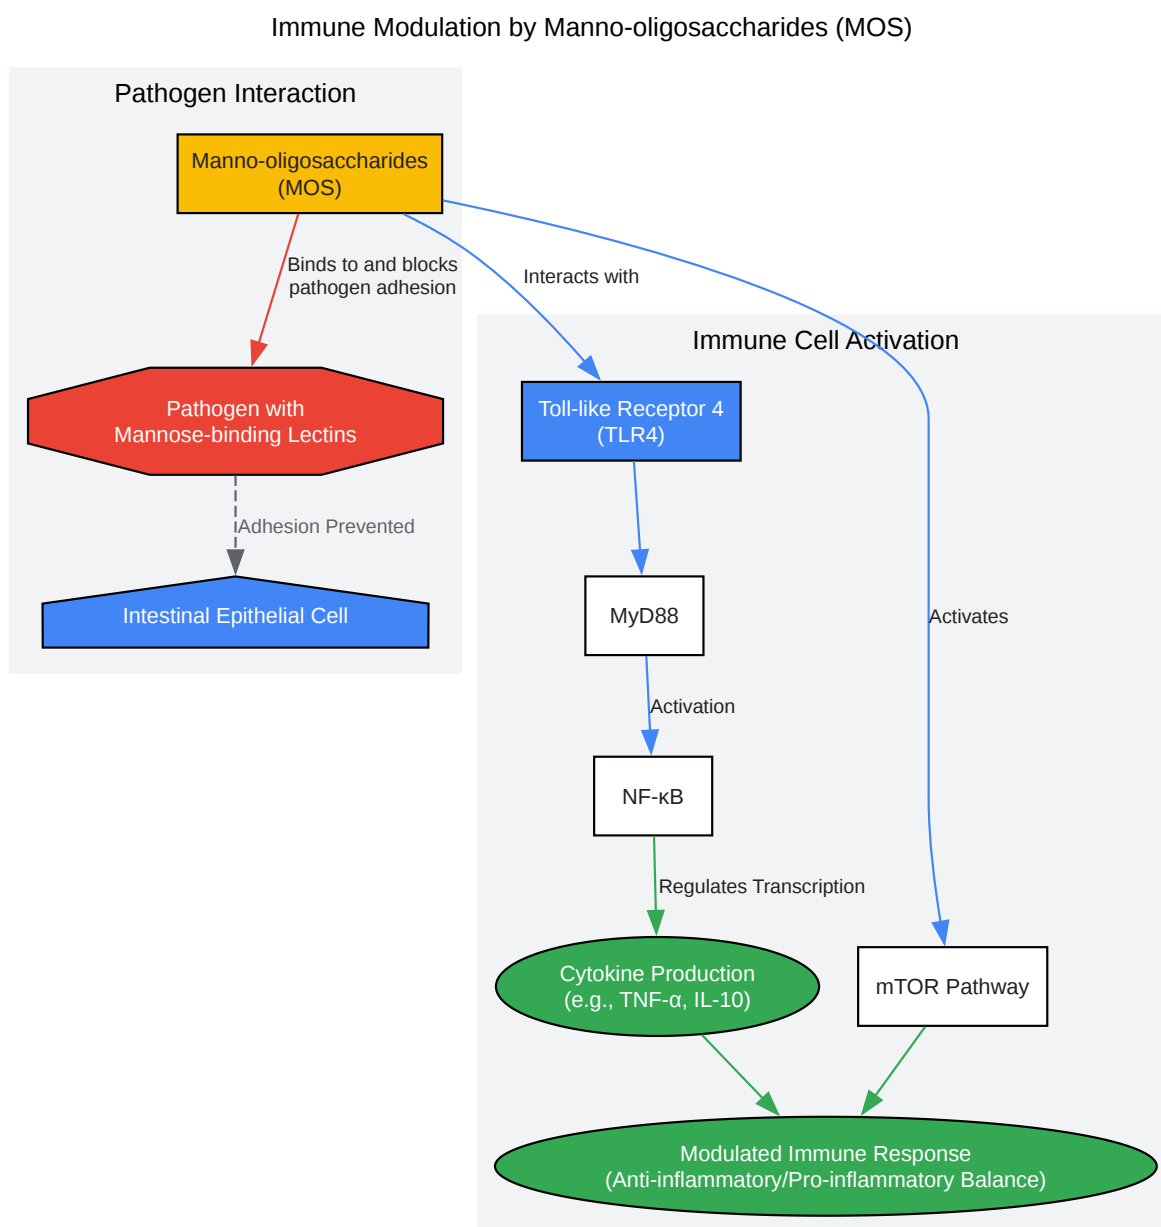 Immune Modulation by Manno-oligosaccharides (MOS)
Pathogen Interaction
Manno-oligosaccharides
(MOS)
Binds to and blocks
pathogen adhesion
Interacts with
Immune Cell Activation
Pathogen with
Mannose-binding Lectins
Toll-like Receptor 4
(TLR4)
Adhesion Prevented
Intestinal Epithelial Cell
MyD88
Activates
Activation
NF-κB
Regulates Transcription
Cytokine Production
(e.g., TNF-α, IL-10)
mTOR Pathway
Modulated Immune Response
(Anti-inflammatory/Pro-inflammatory Balance)